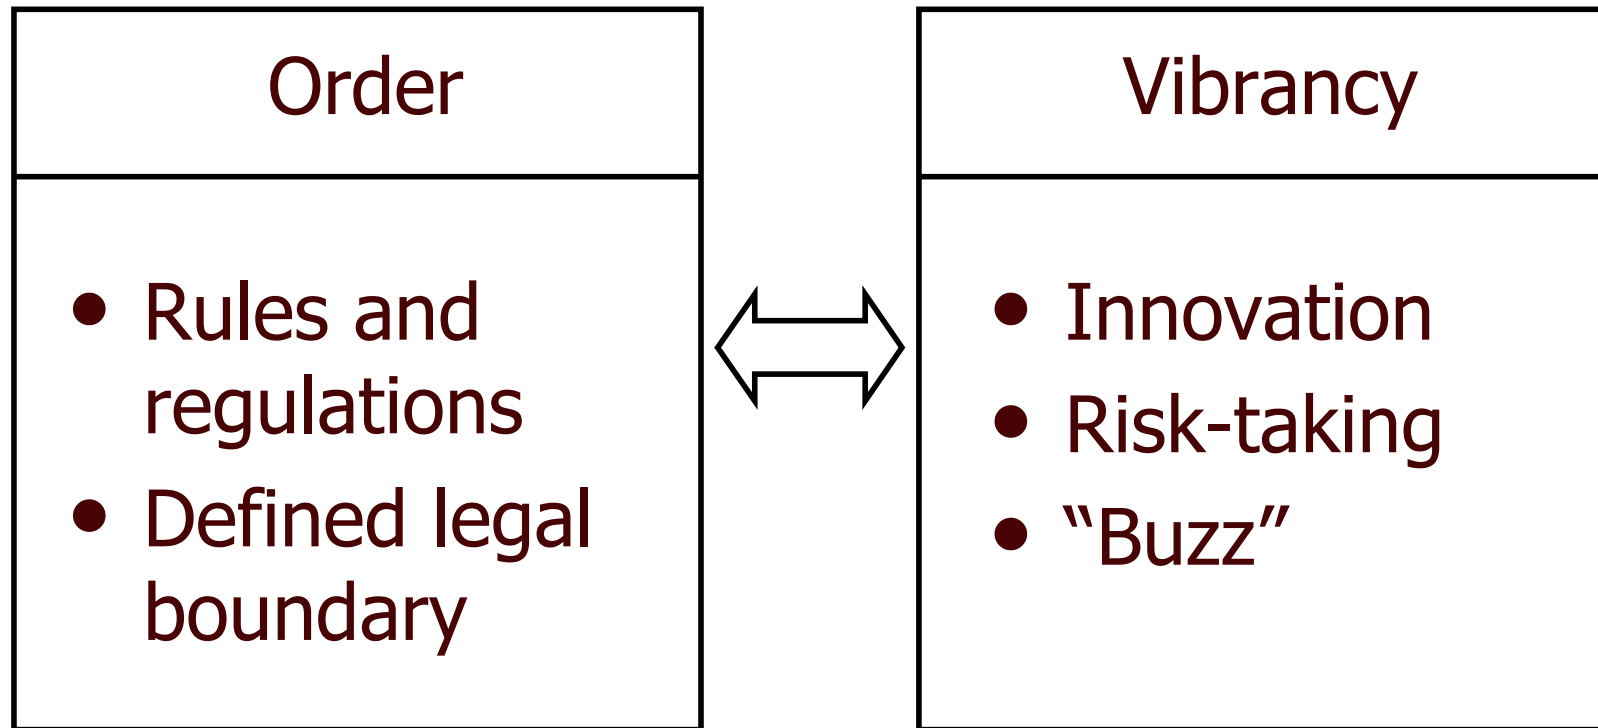 Order
• Rules and
regulations
• Defined legal
boundary
Vibrancy
• Innovation
• Risk-taking
• “Buzz”